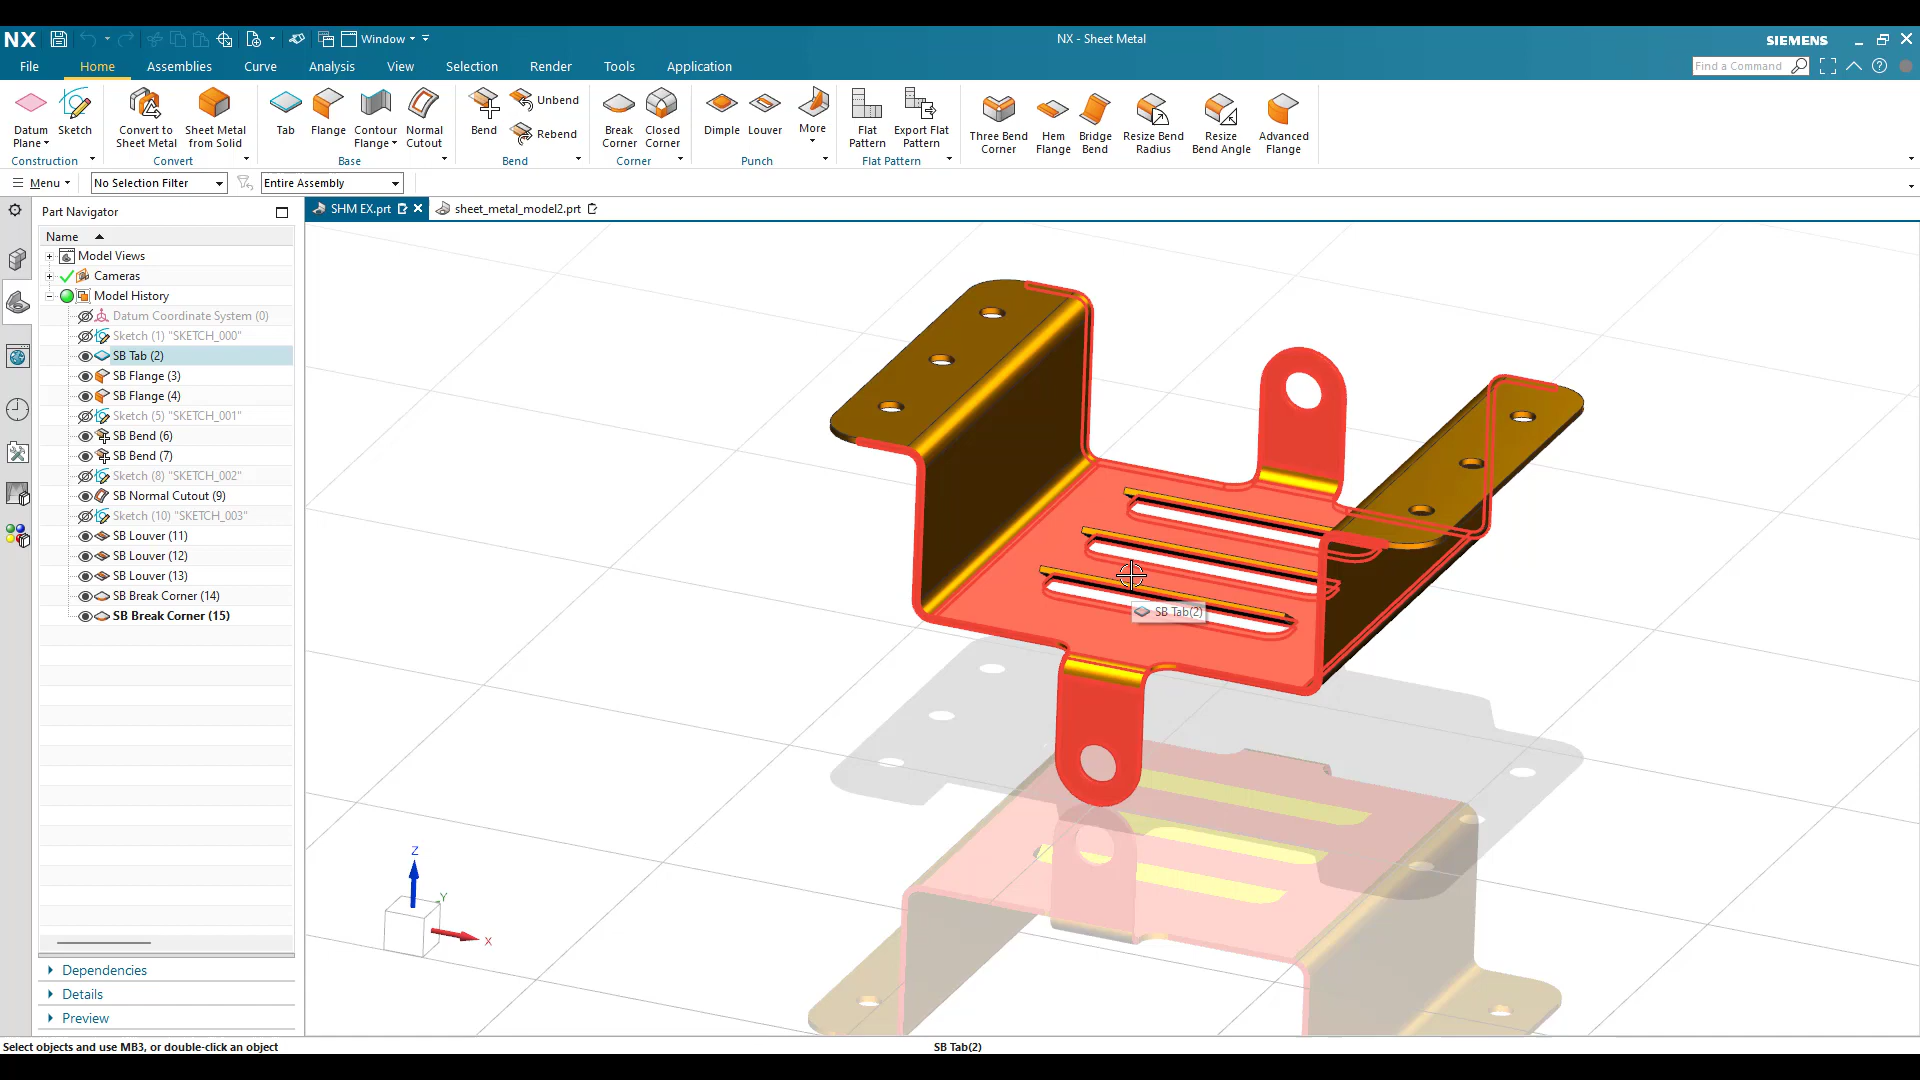 NX
Window
NX - Sheet Metal
SIEMENS
File
Home
Assemblies
Curve
Analysis
View
Selection
Render
Tools
Application
Find a Command
Datum
Plane
Sketch
Construction
Convert to
Sheet Metal
Sheet Metal
from Solid
Convert
Tab
Flange
Contour
Flange
Normal
Cutout
Base
Bend
Unbend
Rebend
Bend
Break
Corner
Closed
Corner
Corner
Dimple
Louver
More
Punch
Flat
Pattern
Export Flat
Pattern
Flat Pattern
Three Bend
Corner
Hem
Flange
Bridge
Bend
Resize Bend
Radius
Resize
Bend Angle
Advanced
Flange
Menu
No Selection Filter
Entire Assembly
Part Navigator
SHM EX.prt
sheet_metal_model2.prt
Name
Model Views
Cameras
Model History
Datum Coordinate System (0)
Sketch (1) "SKETCH_000"
SB Tab (2)
SB Flange (3)
SB Flange (4)
Sketch (5) "SKETCH_001"
SB Bend (6)
SB Bend (7)
Sketch (8) "SKETCH_002"
SB Normal Cutout (9)
Sketch (10) "SKETCH_003"
SB Louver (11)
SB Louver (12)
SB Louver (13)
SB Break Corner (14)
SB Break Corner (15)
SB Tab(2)
Z
Y
X
Dependencies
Details
Preview
Select objects and use MB3, or double-click an object
SB Tab(2)